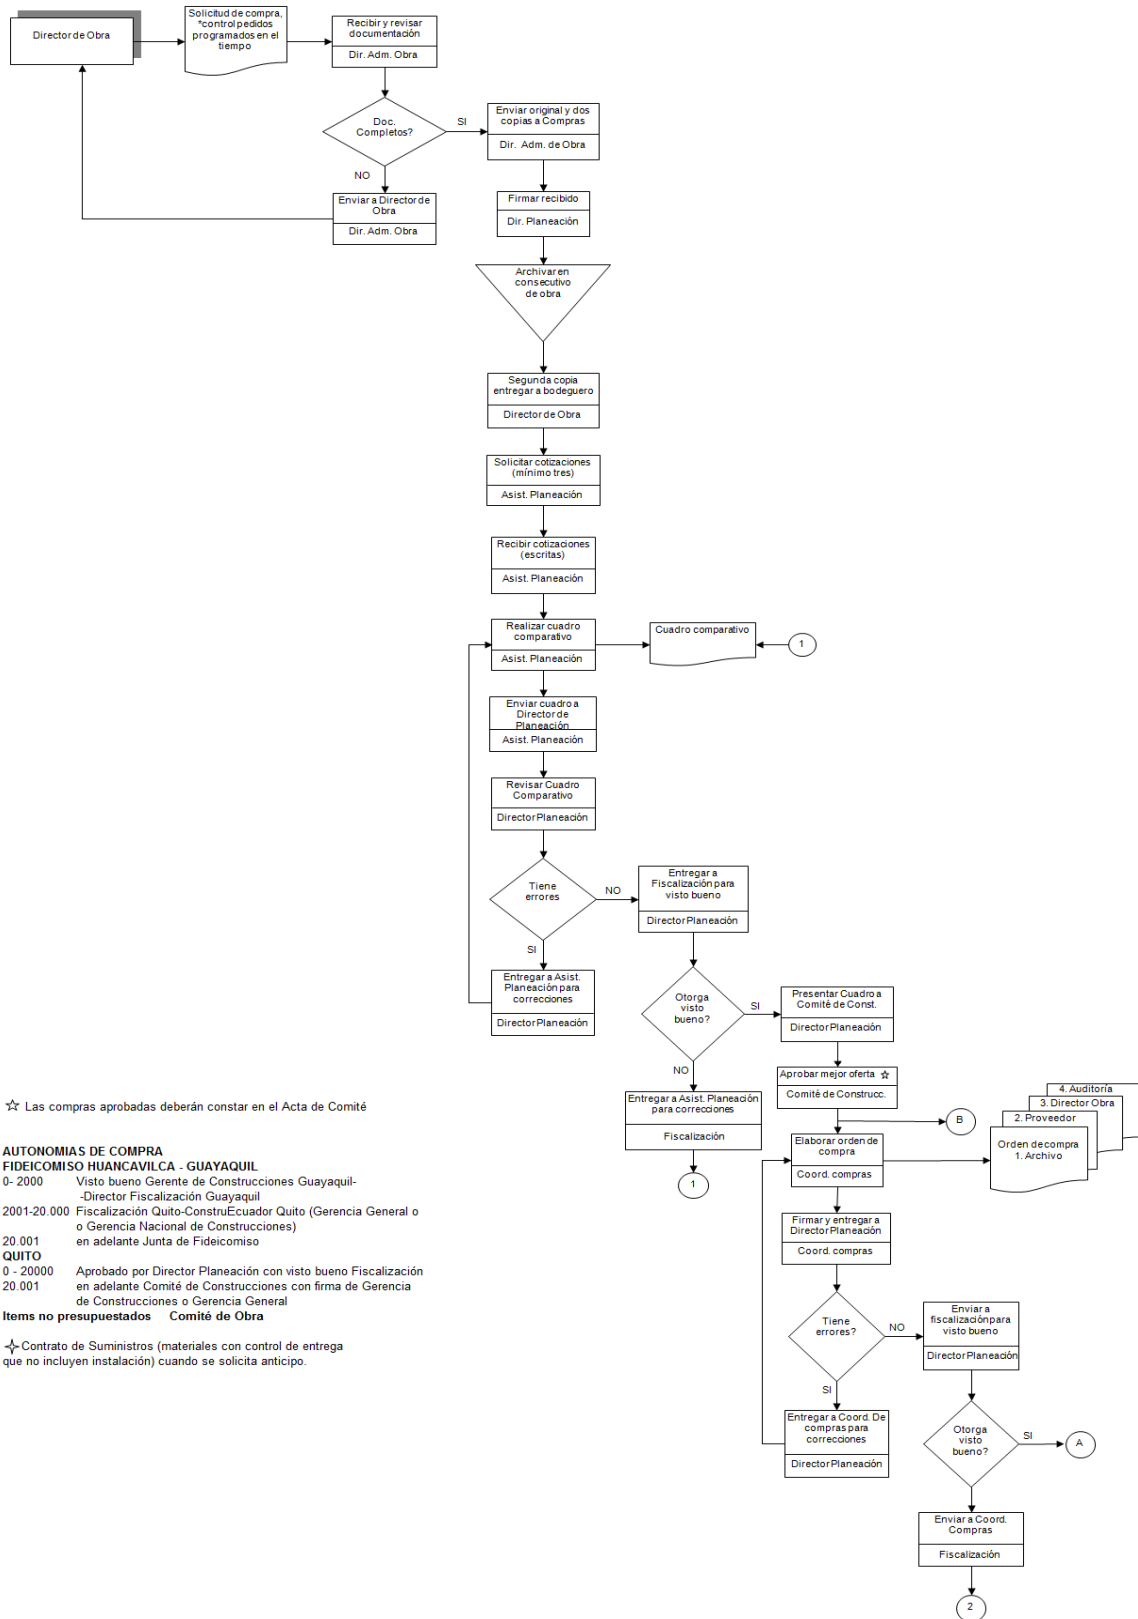 Director de Obra
Solicitud de compra,
*control pedidos
programados en el
tiempo
Recibir y revisar
documentación
Dir. Adm. Obra
Doc.
Completos?
SI
Enviar original y dos
copias a Compras
Dir. Adm. de Obra
NO
Enviar a Director de
Obra
Dir. Adm. Obra
Firmar recibido
Dir. Planeación
Archivar en
consecutivo
de obra
Segunda copia
entregar a bodeguero
Director de Obra
Solicitar cotizaciones
(mínimo tres)
Asist. Planeación
Recibir cotizaciones
(escritas)
Asist. Planeación
Realizar cuadro
comparativo
Asist. Planeación
Cuadro comparativo
1
Enviar cuadro a
Director de
Planeación
Asist. Planeación
Revisar Cuadro
Comparativo
Director Planeación
Tiene
errores
NO
Entregar a
Fiscalización para
visto bueno
Director Planeación
SI
Entregar a Asist.
Planeación para
correcciones
Director Planeación
Otorga
visto
bueno?
SI
Presentar Cuadro a
Comité de Const.
Director Planeación
NO
Entregar a Asist. Planeación
para correcciones
Fiscalización
1
Aprobar mejor oferta
Comité de Construcc.
B
Elaborar orden de
compra
Coord. compras
4. Auditoría
3. Director Obra
2. Proveedor
Orden de compra
1. Archivo
Firmar y entregar a
Director Planeación
Coord. compras
Tiene
errores?
NO
Enviar a
fiscalización para
visto bueno
Director Planeación
SI
Entregar a Coord. De
compras para
correcciones
Director Planeación
Otorga
visto
bueno?
SI
A
Enviar a Coord.
Compras
Fiscalización
2
Las compras aprobadas deberán constar en el Acta de Comité
AUTONOMIAS DE COMPRA
FIDEICOMISO HUANCAVILCA - GUAYAQUIL
0- 2000 Visto bueno Gerente de Construcciones Guayaquil-
-Director Fiscalización Guayaquil
2001-20.000 Fiscalización Quito-ConstruEcuador Quito (Gerencia General o
o Gerencia Nacional de Construcciones)
20.001 en adelante Junta de Fideicomiso
QUITO
0 - 20000 Aprobado por Director Planeación con visto bueno Fiscalización
20.001 en adelante Comité de Construcciones con firma de Gerencia
de Construcciones o Gerencia General
Items no presupuestados Comité de Obra
Contrato de Suministros (materiales con control de entrega
que no incluyen instalación) cuando se solicita anticipo.